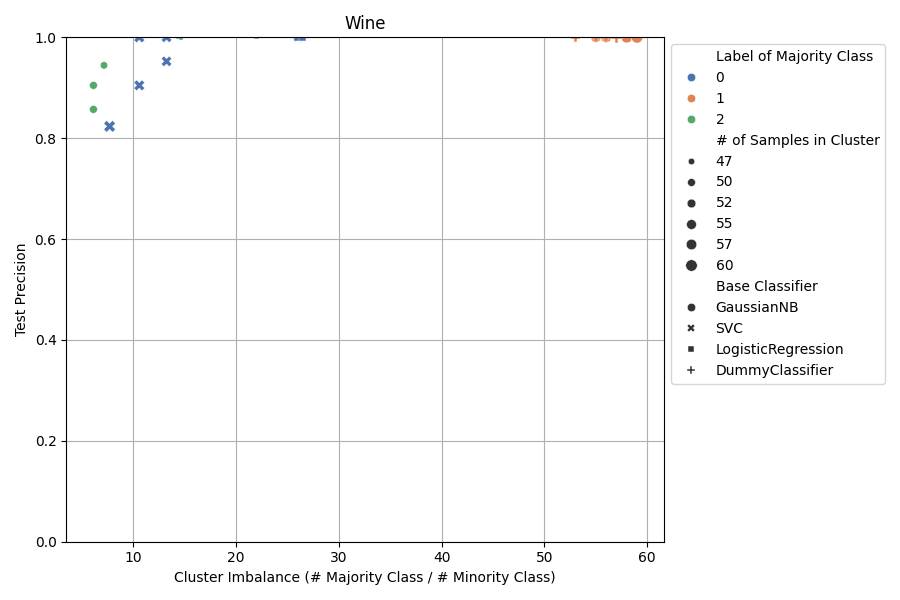 Wine
1.0
0.8
0.6
0.4
0.2
0.0
Test Precision
10
20
30
40
50
60
Cluster Imbalance (# Majority Class / # Minority Class)
Label of Majority Class
0
1
2
# of Samples in Cluster
47
50
52
55
57
60
Base Classifier
GaussianNB
SVC
LogisticRegression
DummyClassifier